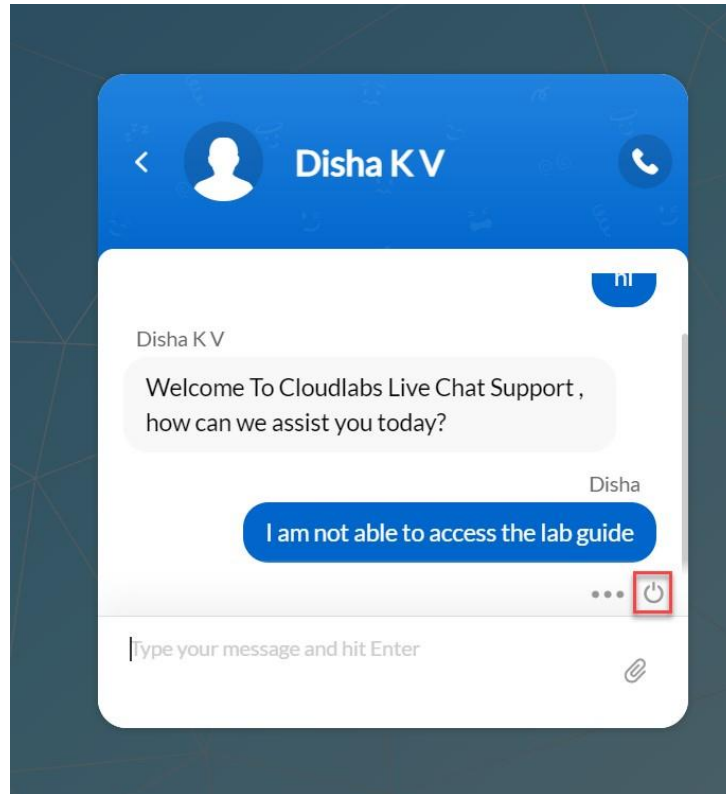 Disha K V
hi
Disha K V
Welcome To Cloudlabs Live Chat Support ,
how can we assist you today?
Disha
I am not able to access the lab guide
Type your message and hit Enter